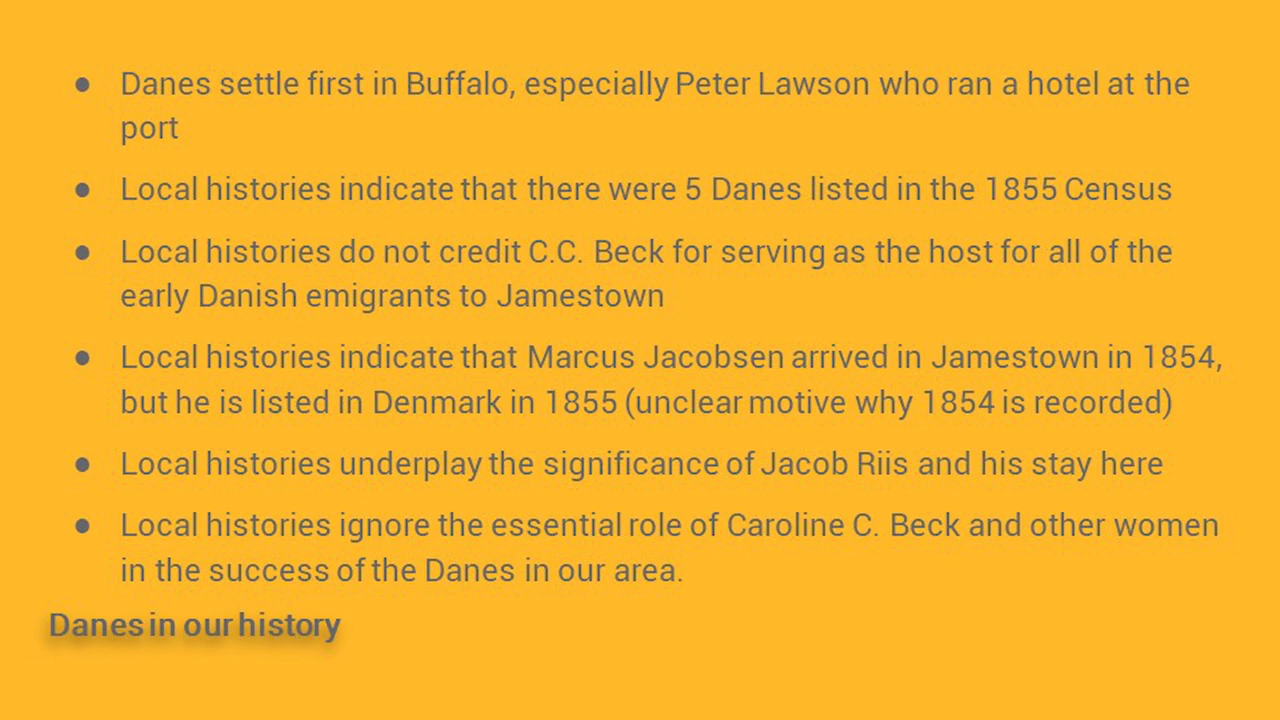 ● Danes settle first in Buffalo, especially Peter Lawson who ran a hotel at the
port
● Local histories indicate that there were 5 Danes listed in the 1855 Census
● Local histories do not credit C.C. Beck for serving as the host for all of the
early Danish emigrants to Jamestown
● Local histories indicate that Marcus Jacobsen arrived in Jamestown in 1854,
but he is listed in Denmark in 1855 (unclear motive why 1854 is recorded)
● Local histories underplay the significance of Jacob Riis and his stay here
● Local histories ignore the essential role of Caroline C. Beck and other women
in the success of the Danes in our area.
Danes in our history